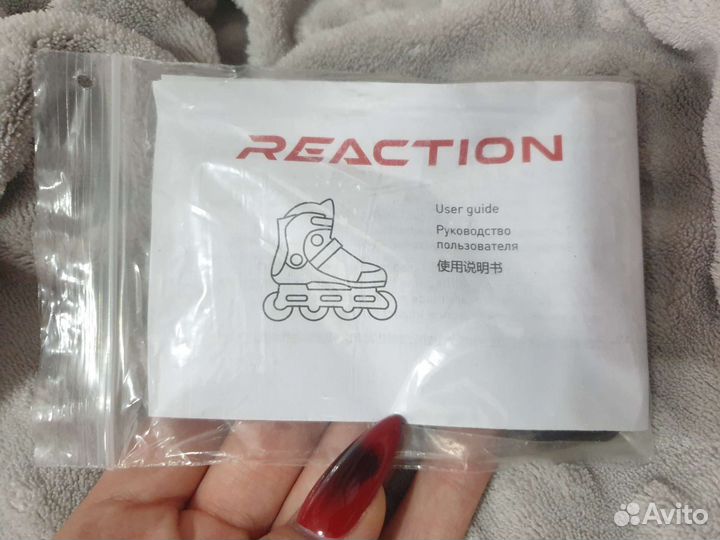 REACTION
User guide
Руководство
пользователя
使用说明书
Avito